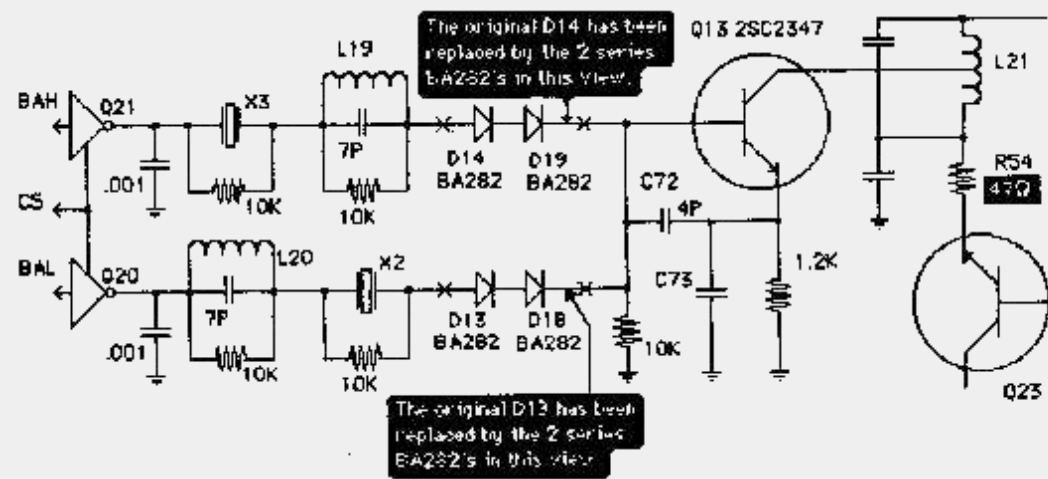 The original D14 has been
replaced by the 2 series
BA282's in this view.
Q13 2SC2347
L19
L21
BAH
Q21
X3
7P
D14
BA282
D19
BA282
.001
10K
10K
C72
4P
R54
47Ω
CS
BAL
Q20
L20
X2
1.2K
C73
7P
D13
BA282
D18
BA282
.001
10K
10K
10K
Q23
The original D13 has been
replaced by the 2 series
BA282's in this view.